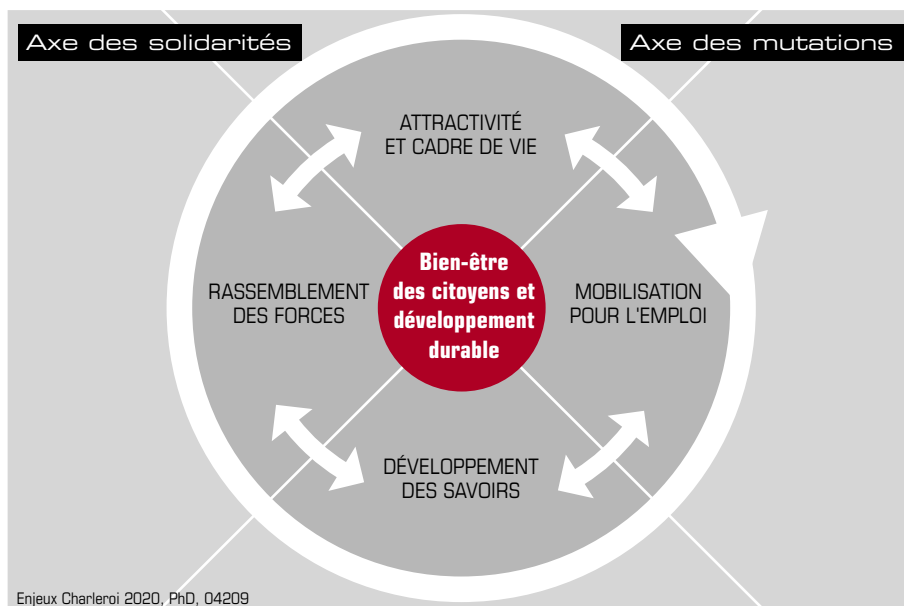 Axe des solidarités
Axe des mutations
ATTRACTIVITÉ
ET CADRE DE VIE
RASSEMBLEMENT
DES FORCES
Bien-être
des citoyens et
développement
durable
MOBILISATION
POUR L'EMPLOI
DÉVELOPPEMENT
DES SAVOIRS
Enjeux Charleroi 2020, PhD, 04209